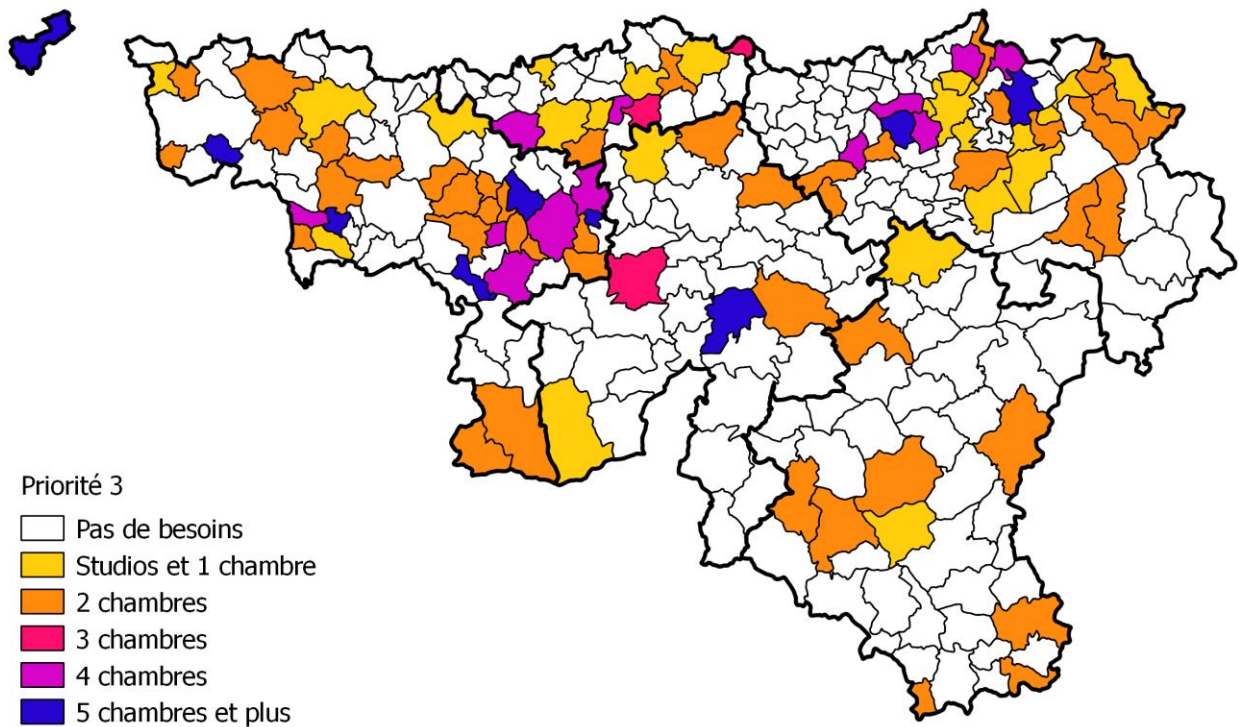 Priorité 3
Pas de besoins
Studios et 1 chambre
2 chambres
3 chambres
4 chambres
5 chambres et plus